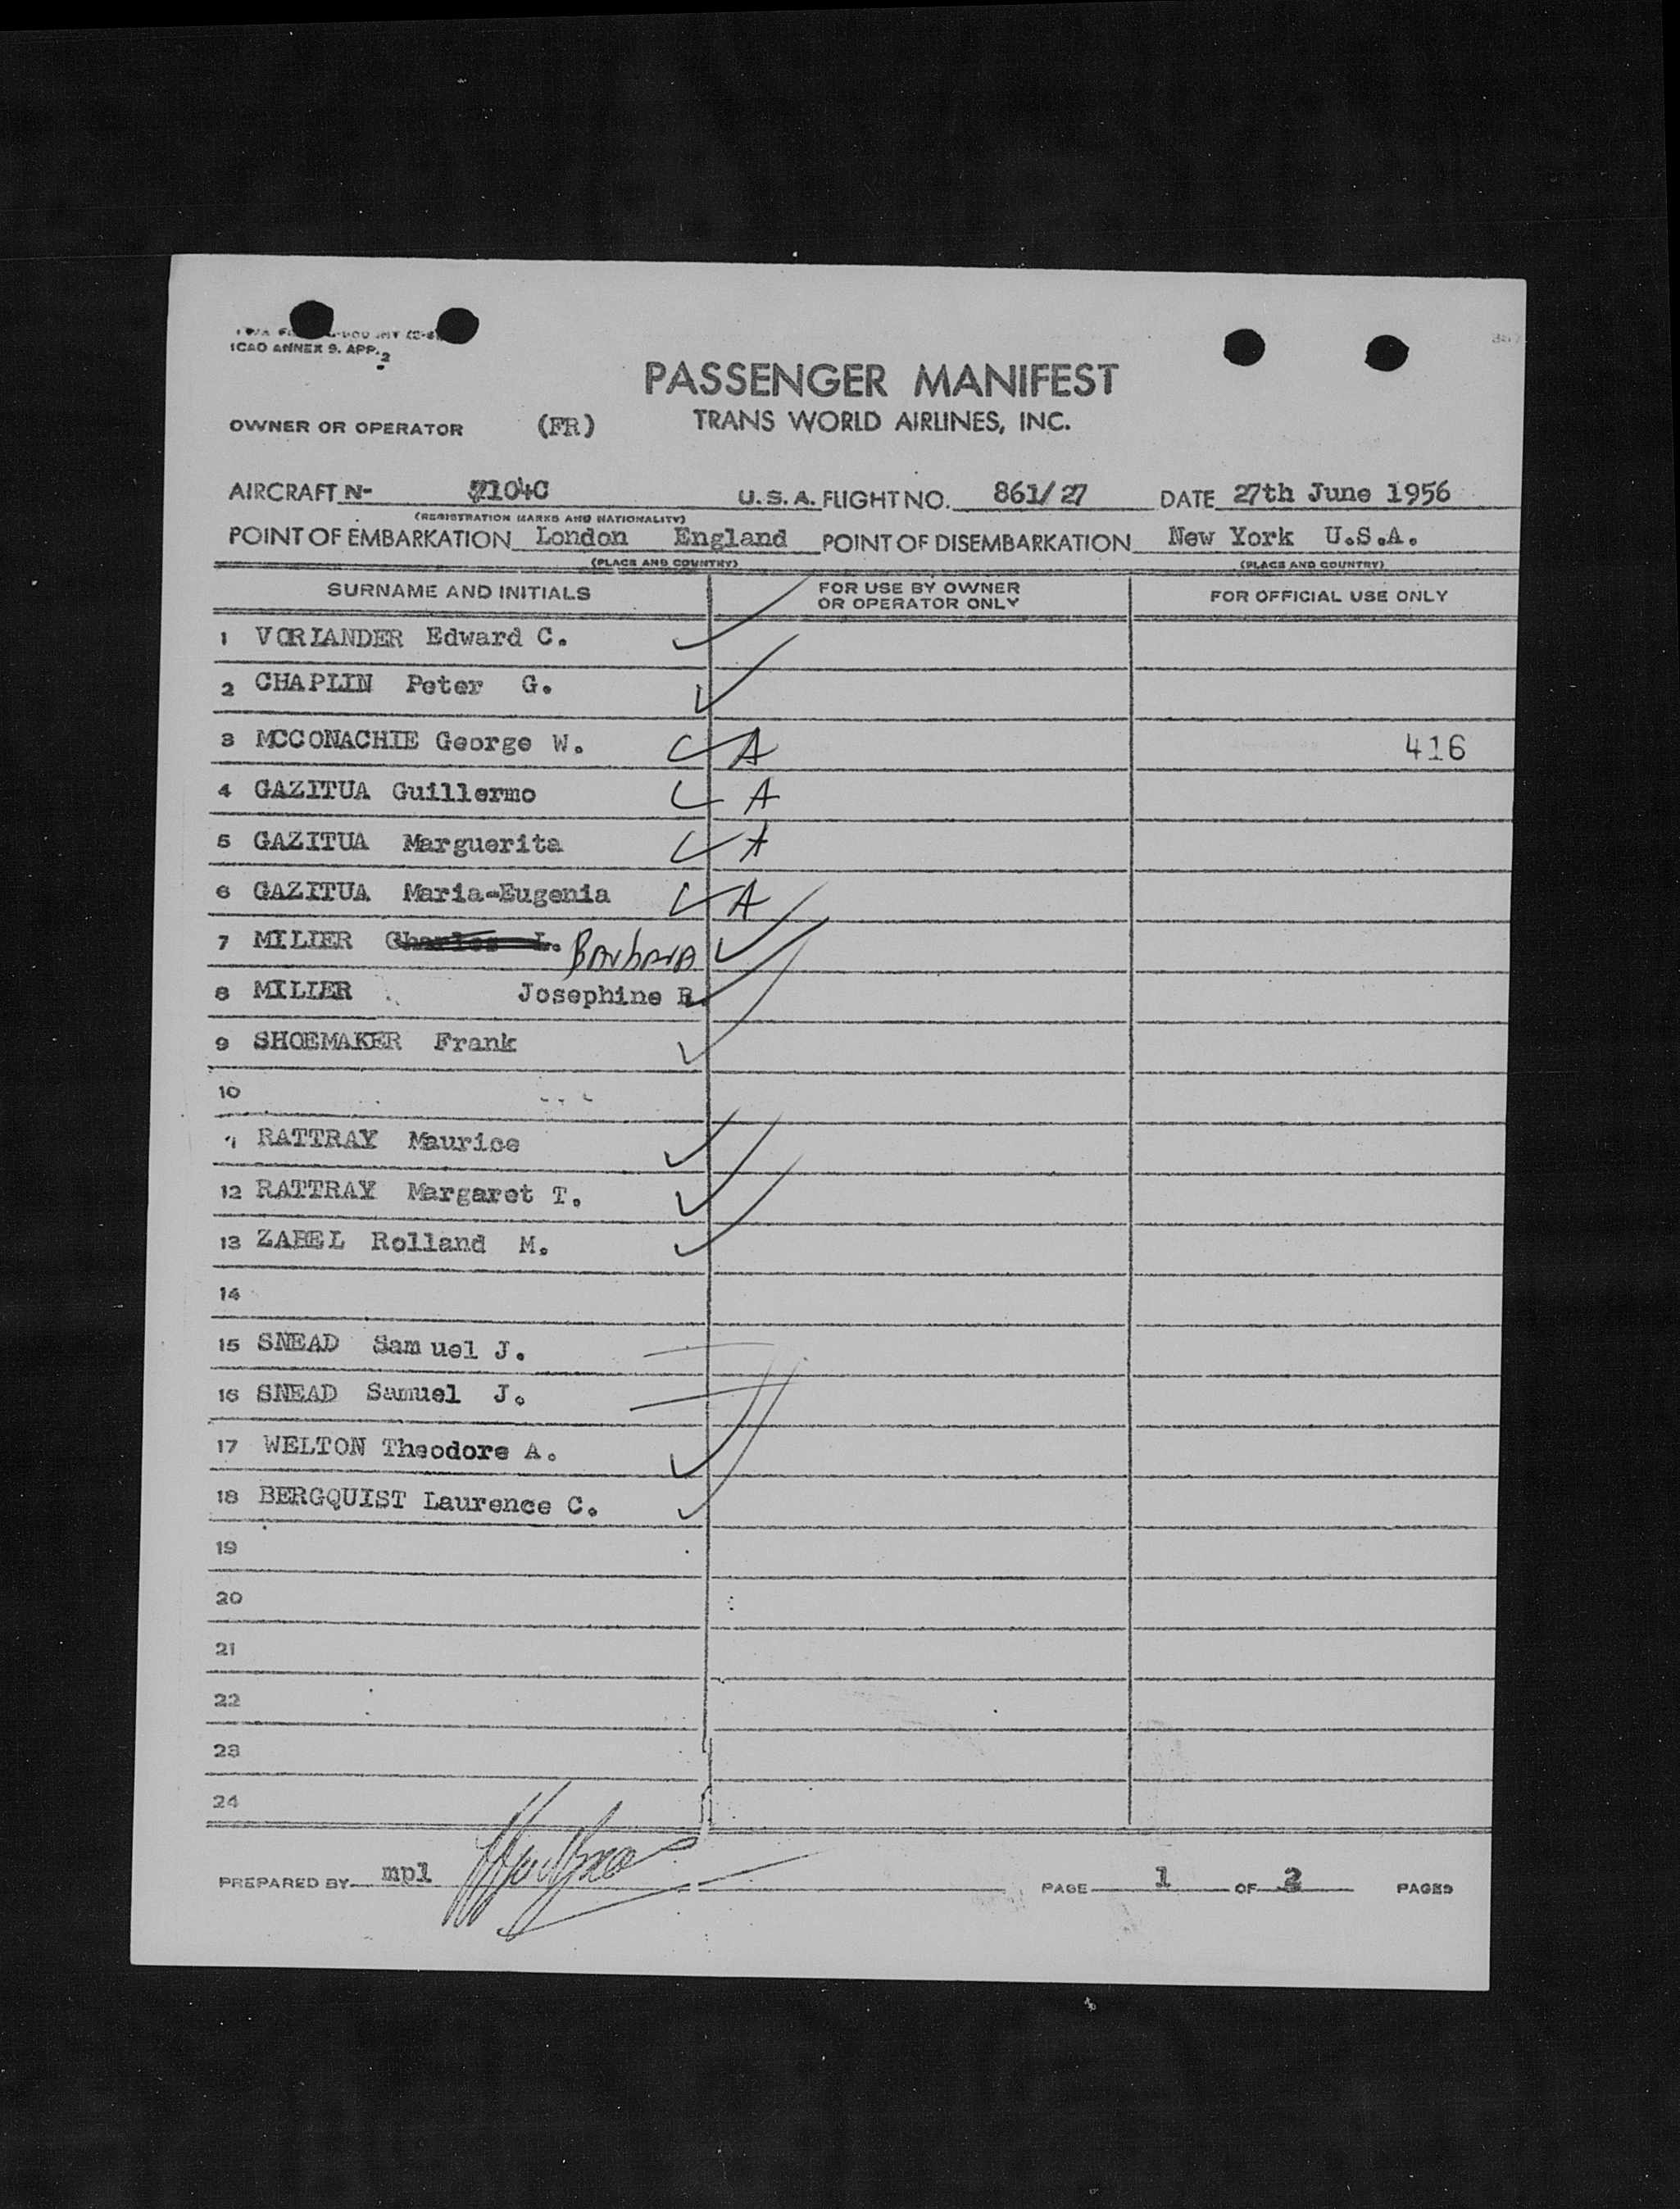 ICAO ANNEX 9. APP. 2
PASSENGER MANIFEST
OWNER OR OPERATOR (FR) TRANS WORLD AIRLINES, INC.
AIRCRAFT N- 7104C U.S.A. FLIGHT NO. 861/27 DATE 27th June 1956
(REGISTRATION MARKS AND NATIONALITY)
POINT OF EMBARKATION London England POINT OF DISEMBARKATION New York U.S.A.
(PLACE AND COUNTRY) (PLACE AND COUNTRY)
SURNAME AND INITIALS FOR USE BY OWNER OR OPERATOR ONLY FOR OFFICIAL USE ONLY
1 VORLANDER Edward C.
2 CHAPLIN Peter G.
3 MCCONACHIE George W. A 416
4 GAZITUA Guillermo A
5 GAZITUA Marguerita A
6 GAZITUA Maria-Eugenia A
7 MILLER Charles L. Barbara
8 MILLER Josephine R.
9 SHOEMAKER Frank
10
RATTRAY Maurice
12 RATTRAY Margaret T.
13 ZABEL Rolland M.
14
15 SNEAD Sam uel J.
16 SNEAD Samuel J.
17 WELTON Theodore A.
18 BERGQUIST Laurence C.
19
20
21
22
23
24
PREPARED BY mpl PAGE 1 OF 2 PAGES